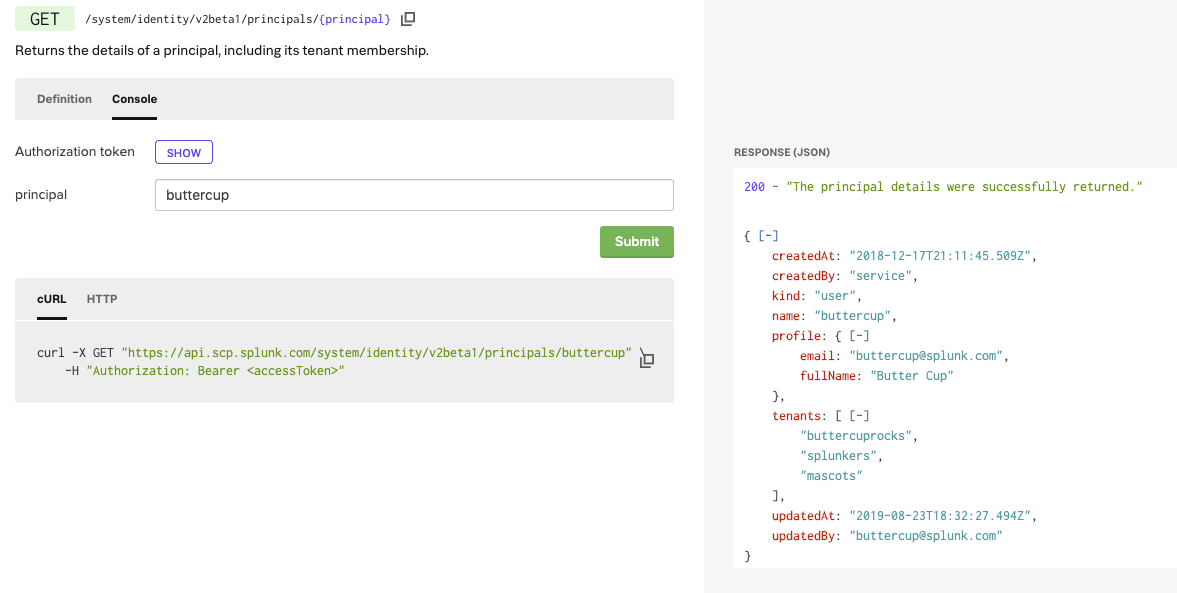 GET /system/identity/v2beta1/principals/{principal}
Returns the details of a principal, including its tenant membership.
Definition Console
Authorization token SHOW
principal buttercup
Submit
cURL HTTP
curl -X GET "https://api.scp.splunk.com/system/identity/v2beta1/principals/buttercup" \
-H "Authorization: Bearer <accessToken>"
RESPONSE (JSON)
200 - "The principal details were successfully returned."
{ [-]
createdAt: "2018-12-17T21:11:45.509Z",
createdBy: "service",
kind: "user",
name: "buttercup",
profile: { [-]
email: "buttercup@splunk.com",
fullName: "Butter Cup"
},
tenants: [ [-]
"buttercuprocks",
"splunkers",
"mascots"
],
updatedAt: "2019-08-23T18:32:27.494Z",
updatedBy: "buttercup@splunk.com"
}